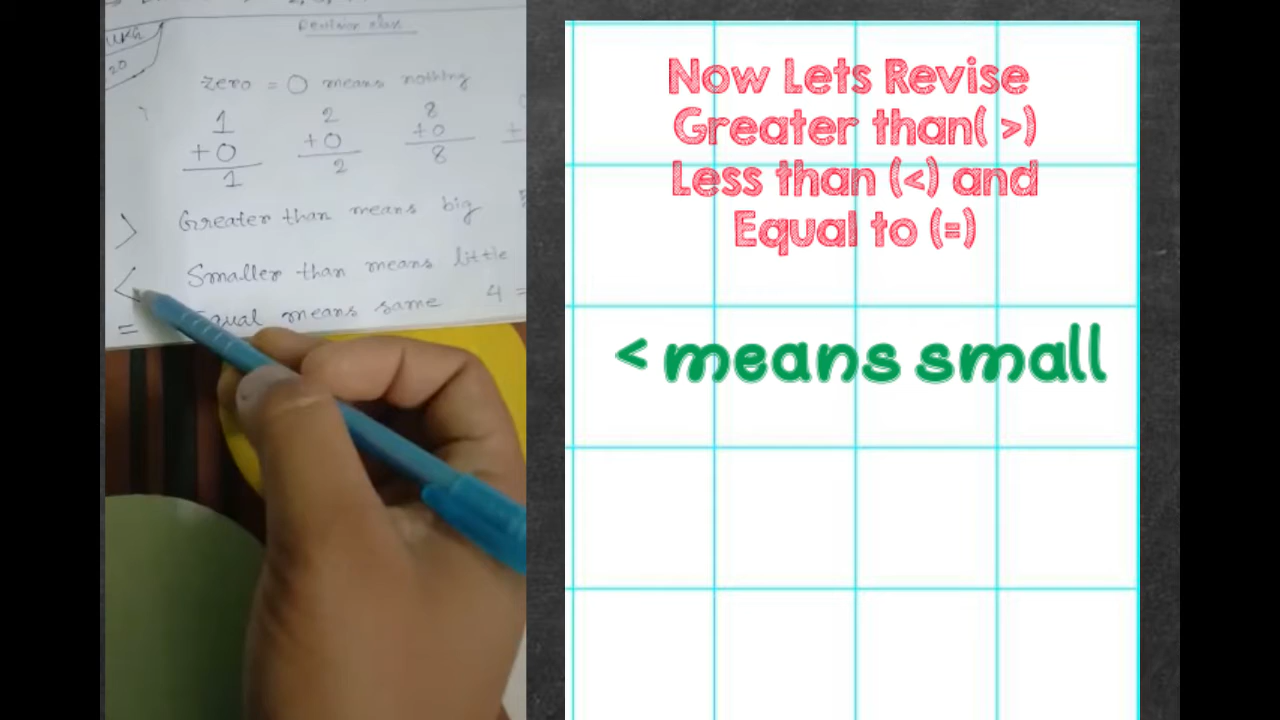 Revision
zero = 0 means nothing
1 2 8
+0 +0 +0 +
1 2 8
> Greater than means big
< Smaller than means little
= Equal means same 4 =
20
Now Lets Revise
Greater than( >)
Less than (<) and
Equal to (=)
< means small